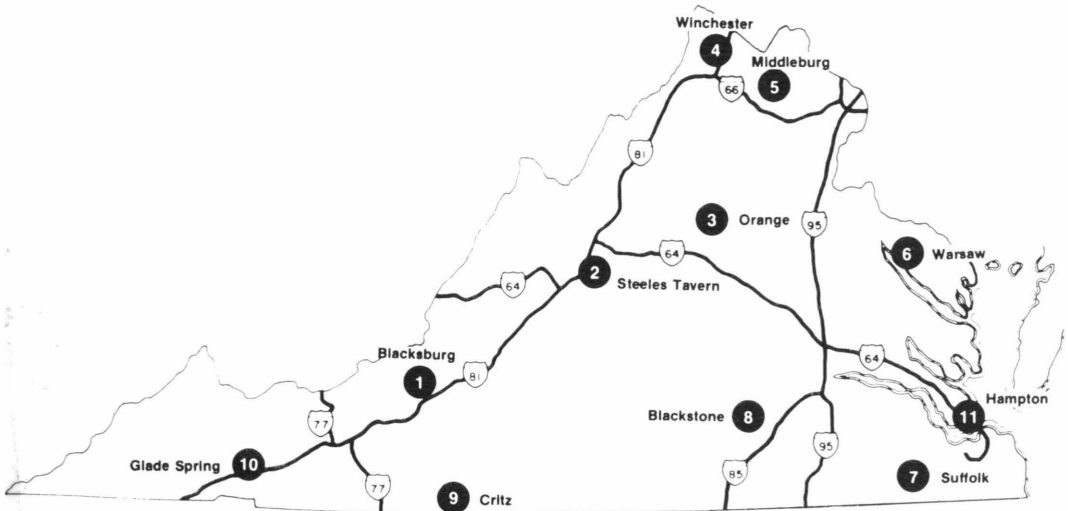 Winchester
4
Middleburg
5
66
81
3 Orange
95
6
Warsaw
64
2
Steeles Tavern
64
Blacksburg
1
81
64
Hampton
11
Blackstone 8
77
95
Glade Spring 10
85
7 Suffolk
77
9 Critz